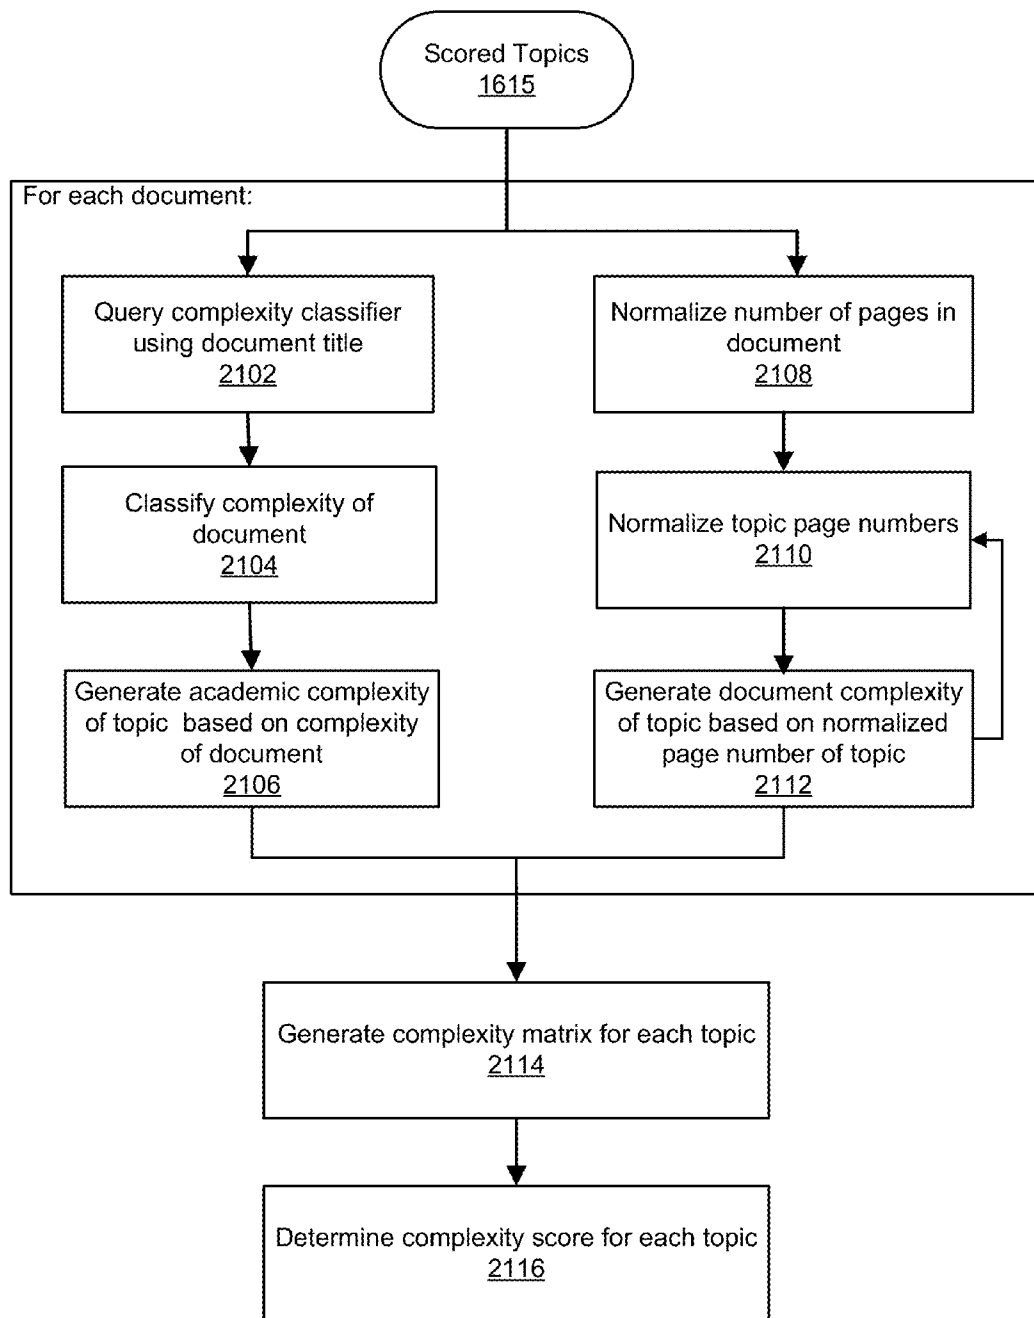 Scored Topics
1615
For each document:
Query complexity classifier
using document title
2102
Normalize number of pages in
document
2108
Classify complexity of
document
2104
Normalize topic page numbers
2110
Generate academic complexity
of topic based on complexity
of document
2106
Generate document complexity
of topic based on normalized
page number of topic
2112
Generate complexity matrix for each topic
2114
Determine complexity score for each topic
2116